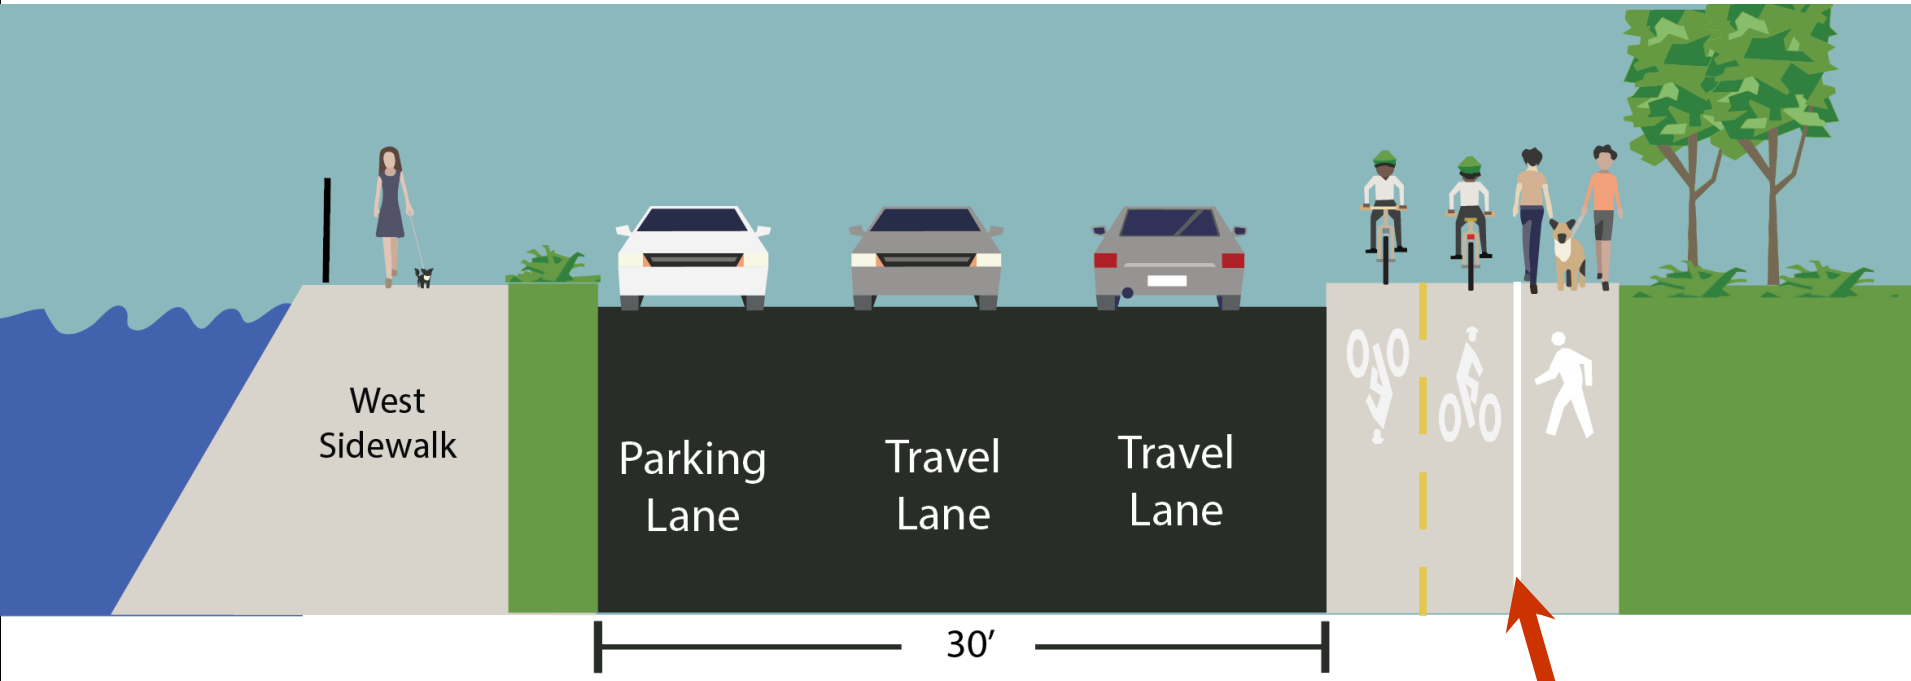 West
Sidewalk
Parking
Lane
Travel
Lane
Travel
Lane
30’